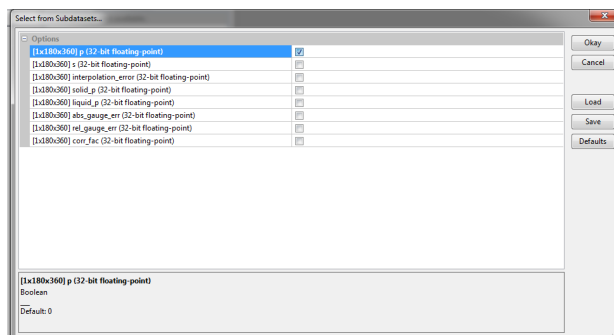 Select from Subdatasets...
Options
[1x180x360] p (32-bit floating-point)
[1x180x360] s (32-bit floating-point)
[1x180x360] interpolation_error (32-bit floating-point)
[1x180x360] solid_p (32-bit floating-point)
[1x180x360] liquid_p (32-bit floating-point)
[1x180x360] abs_gauge_err (32-bit floating-point)
[1x180x360] rel_gauge_err (32-bit floating-point)
[1x180x360] corr_fac (32-bit floating-point)
Okay
Cancel
Load
Save
Defaults
[1x180x360] p (32-bit floating-point)
Boolean
Default: 0